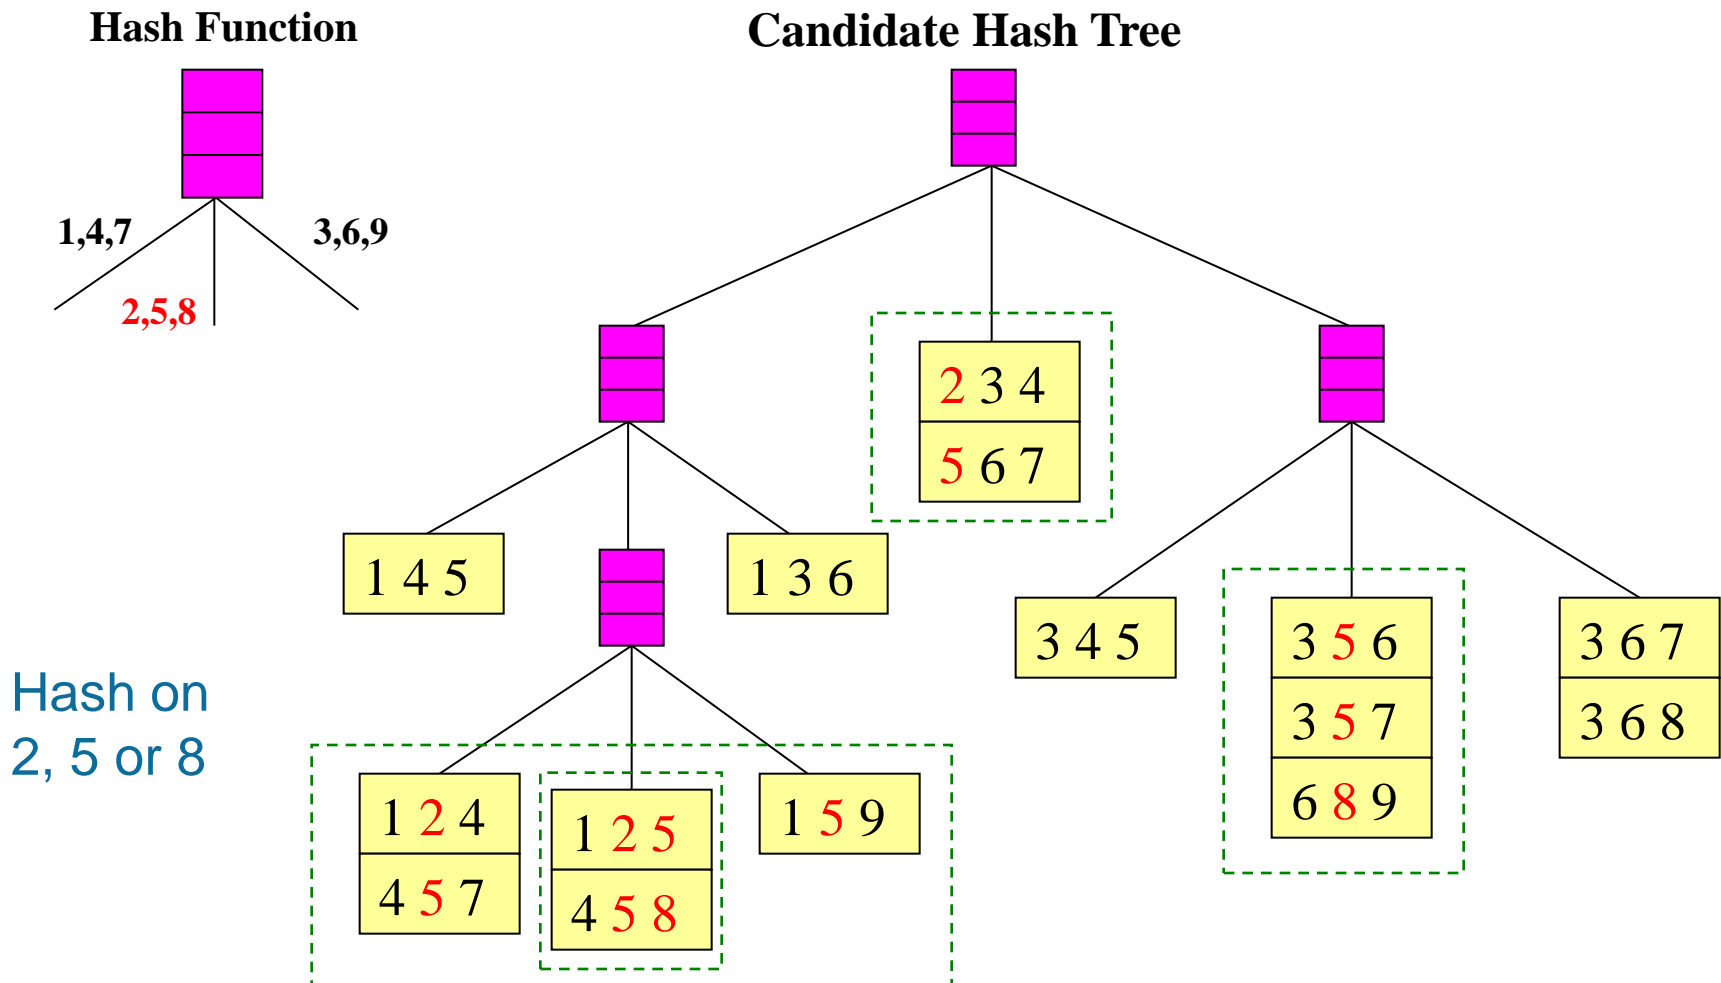 Hash Function
Candidate Hash Tree
1,4,7
3,6,9
2,5,8
2 3 4
5 6 7
1 4 5
1 3 6
3 4 5
3 5 6
3 5 7
6 8 9
3 6 7
3 6 8
Hash on
2, 5 or 8
1 2 4
4 5 7
1 2 5
4 5 8
1 5 9